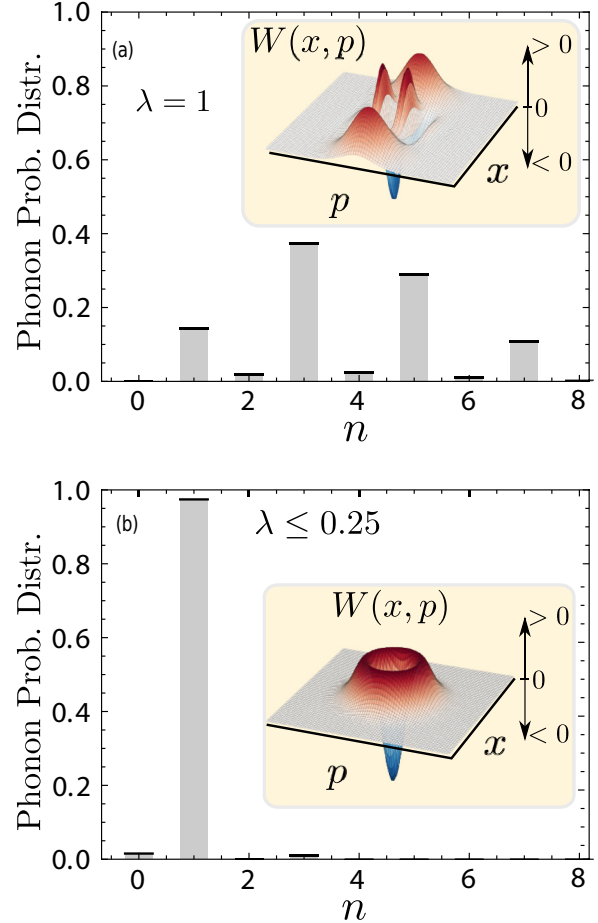 (a)
W(x, p)
> 0
0
< 0
x
p
λ = 1
Phonon Prob. Distr.
1.0
0.8
0.6
0.4
0.2
0.0
0 2 4 6 8
n
(b)
λ ≤ 0.25
W(x, p)
> 0
0
< 0
x
p
Phonon Prob. Distr.
1.0
0.8
0.6
0.4
0.2
0.0
0 2 4 6 8
n